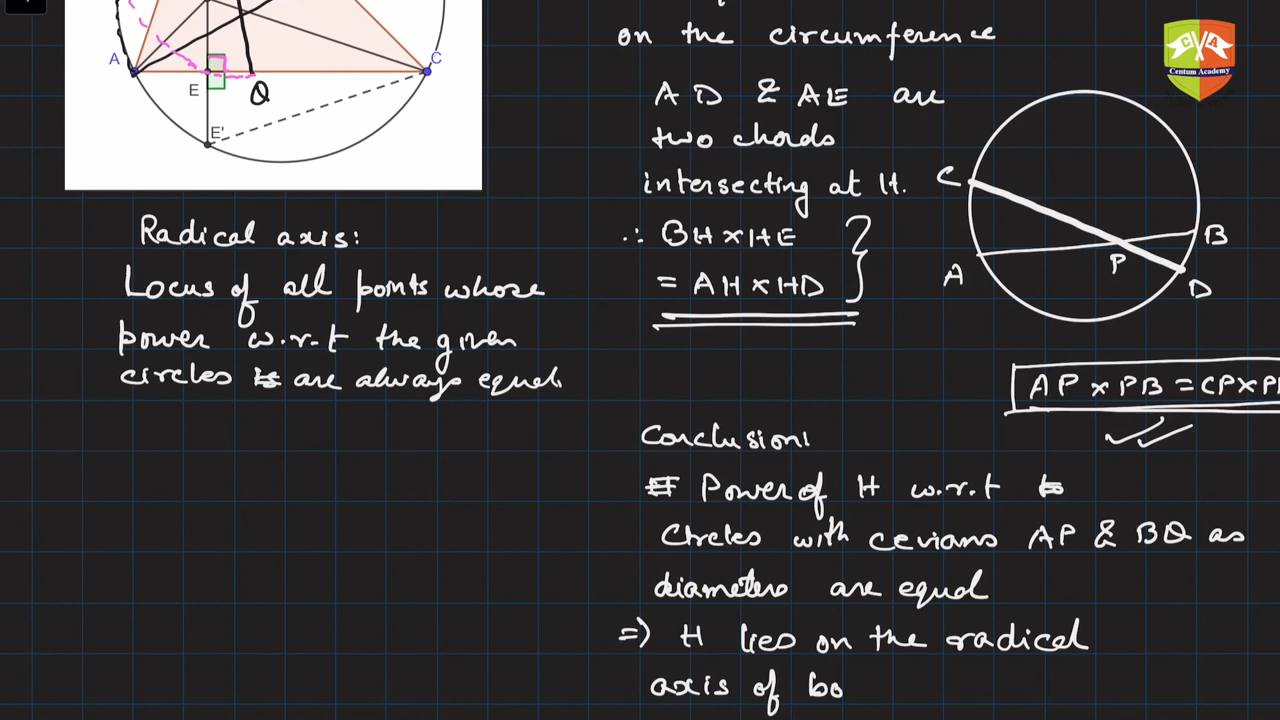 A
E
Q
C
E'
Radical axis:
Locus of all points whose
power w.r.t the given
circles are always equal.
on the circumference
AD & AE are
two chords
intersecting at H.
∴ BH×HE
= AH×HD
C
A
P
B
D
AP × PB = CP×P
Conclusion:
Power of H w.r.t
Circles with cevians AP & BQ as
diameters are equal
=) H lies on the radical
axis of bo
C A
Centum Academy